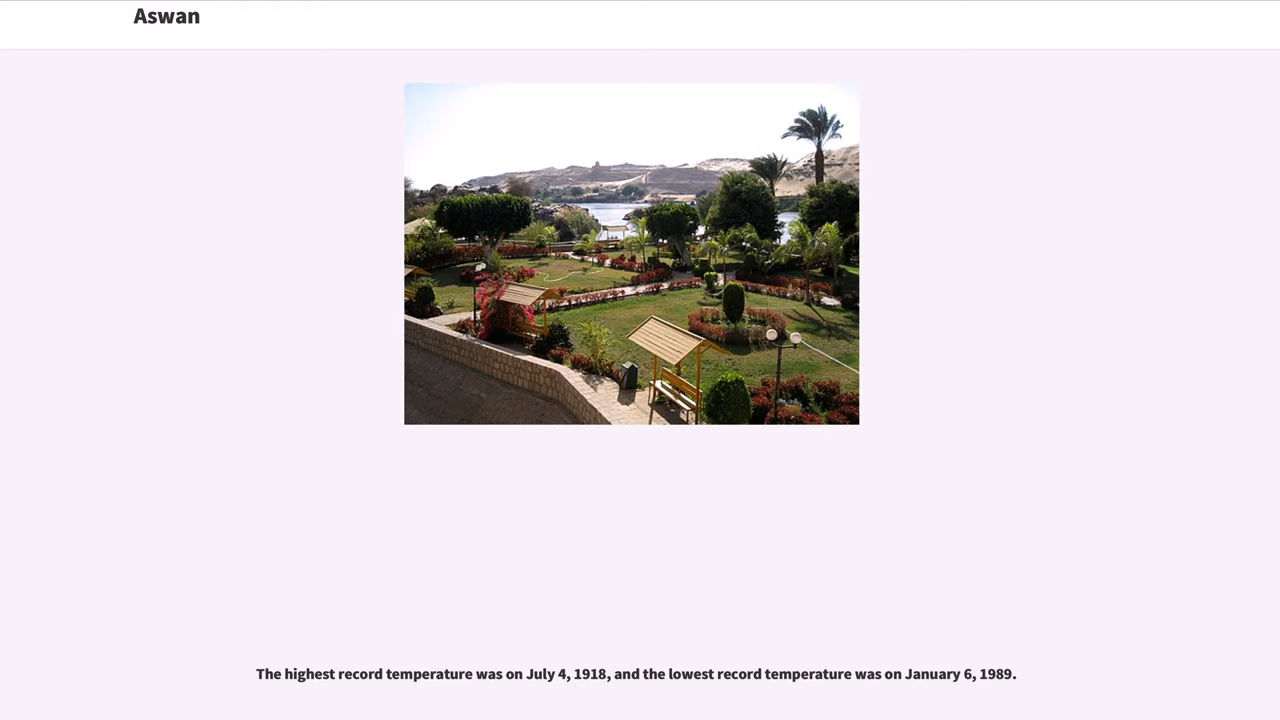 Aswan
The highest record temperature was on July 4, 1918, and the lowest record temperature was on January 6, 1989.